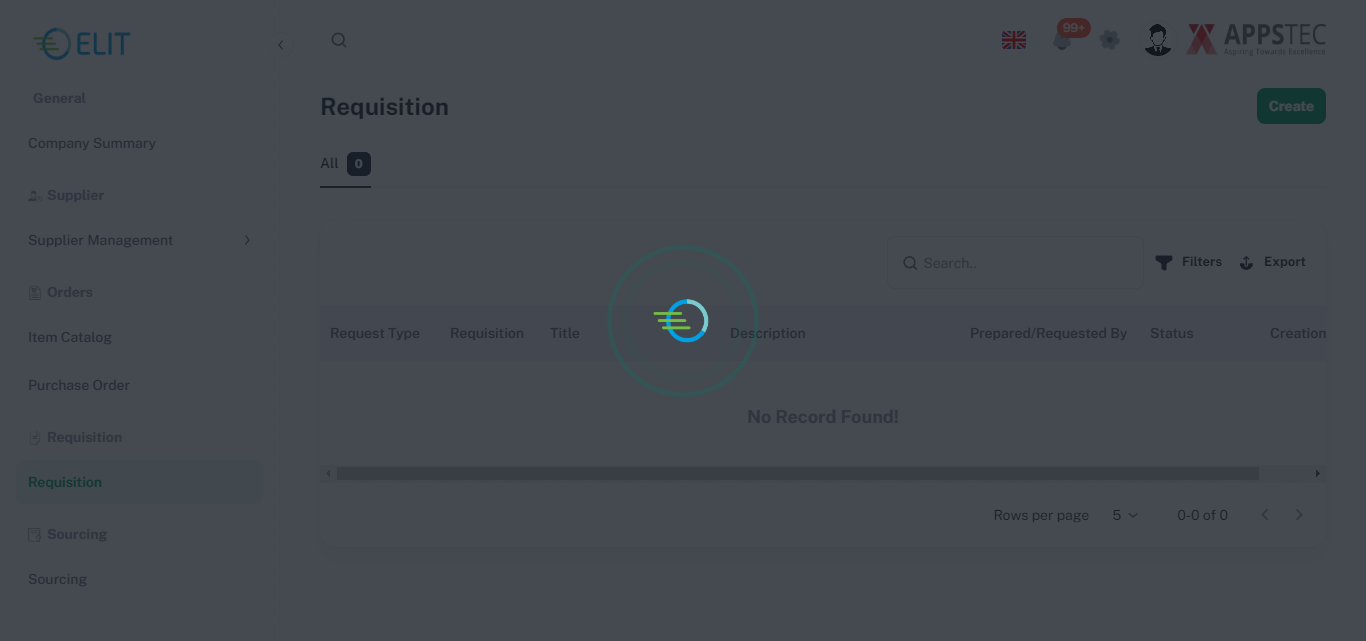 ELIT
99+
APPSTEC
Aspiring Towards Excellence
General
Requisition
Create
Company Summary
All 0
Supplier
Supplier Management
Search..
Filters
Export
Orders
Item Catalog
Request Type Requisition Title Description Prepared/Requested By Status Creation
Purchase Order
No Record Found!
Requisition
Requisition
Rows per page 5 0-0 of 0
Sourcing
Sourcing